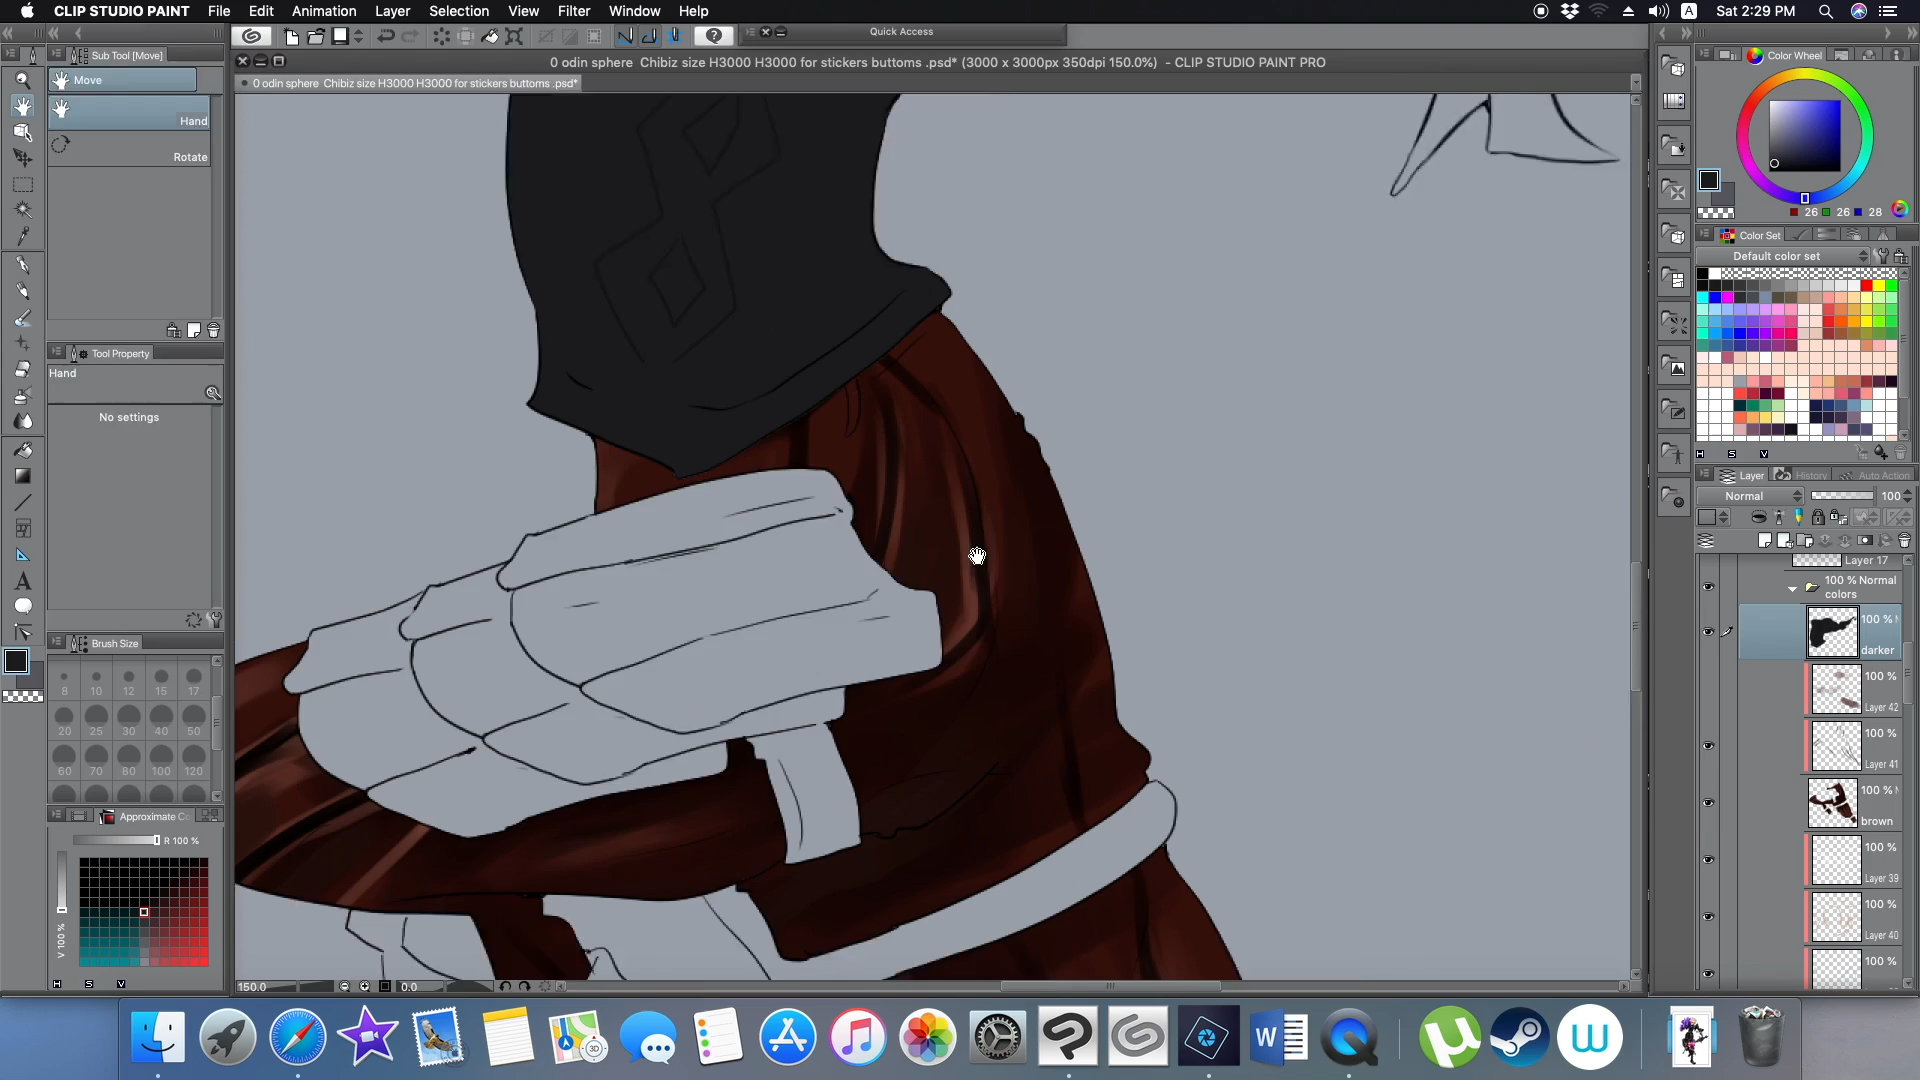 CLIP STUDIO PAINT File Edit Animation Layer Selection View Filter Window Help A Sat 2:29 PM
Quick Access
0 odin sphere Chibiz size H3000 H3000 for stickers buttoms .psd* (3000 x 3000px 350dpi 150.0%) - CLIP STUDIO PAINT PRO
0 odin sphere Chibiz size H3000 H3000 for stickers buttoms .psd*
Sub Tool [Move]
Move
Hand
Rotate
Tool Property
Hand
No settings
Brush Size
8 10 12 15 17
20 25 30 40 50
60 70 80 100 120
Approximate Co
R 100 %
V 100 %
H S V
150.0 0.0
Color Wheel
26 26 28
Color Set
Default color set
H S V
Layer History Auto Action
Normal 100
Layer 17
100 % Normal
colors
100 %
darker
100 %
Layer 42
100 %
Layer 41
100 %
brown
100 %
Layer 39
100 %
Layer 40
100 %
3D
W
W